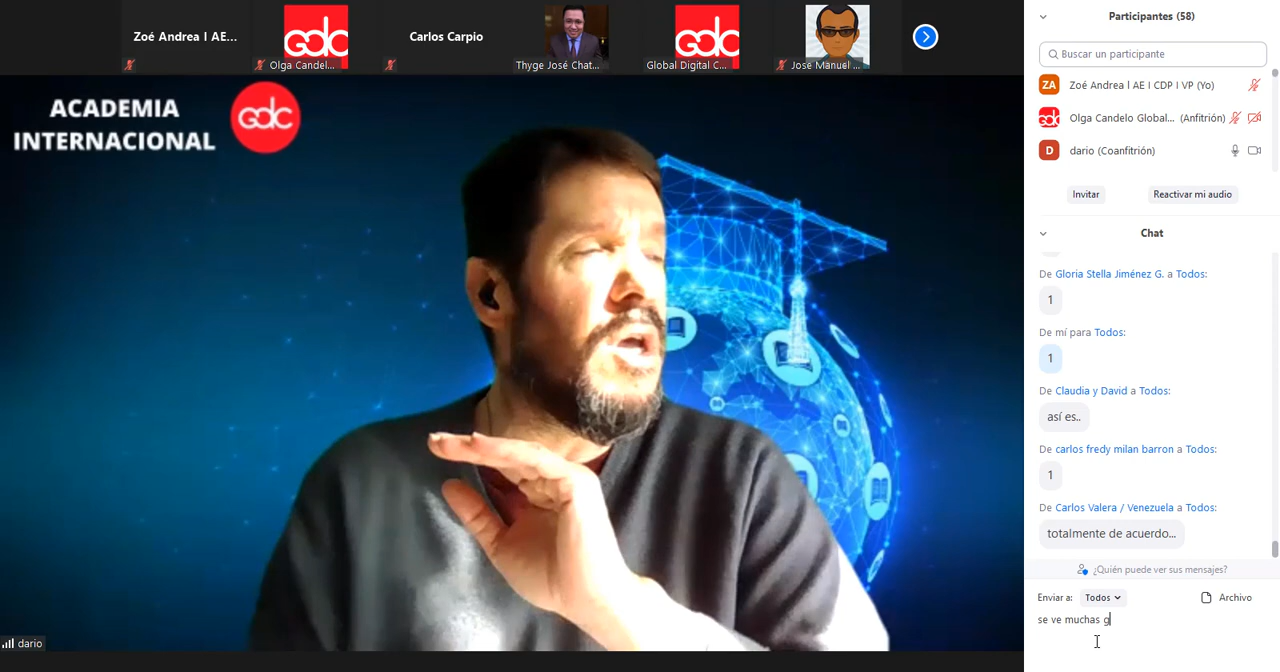 Zoé Andrea l AE...
Olga Candel...
Carlos Carpio
Thyge José Chat...
Global Digital C...
Jose Manuel ...
gdc
gdc
ACADEMIA
INTERNACIONAL
gdc
dario
Participantes (58)
Buscar un participante
ZA Zoé Andrea l AE l CDP l VP (Yo)
gdc Olga Candelo Global... (Anfitrión)
D dario (Coanfitrión)
Invitar Reactivar mi audio
Chat
De Gloria Stella Jiménez G. a Todos:
1
De mí para Todos:
1
De Claudia y David a Todos:
así es..
De carlos fredy milan barron a Todos:
1
De Carlos Valera / Venezuela a Todos:
totalmente de acuerdo...
¿Quién puede ver sus mensajes?
Enviar a: Todos Archivo
se ve muchas g